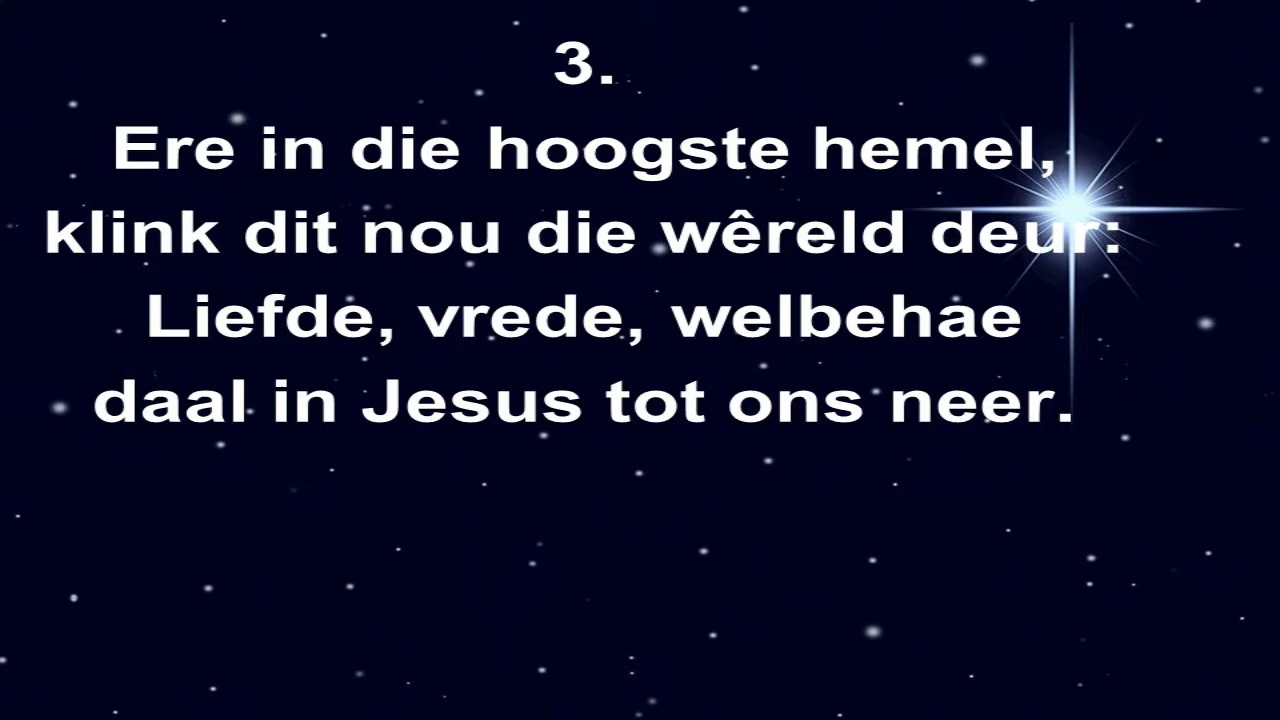 3.
Ere in die hoogste hemel,
klink dit nou die wêreld deur:
Liefde, vrede, welbehae
daal in Jesus tot ons neer.